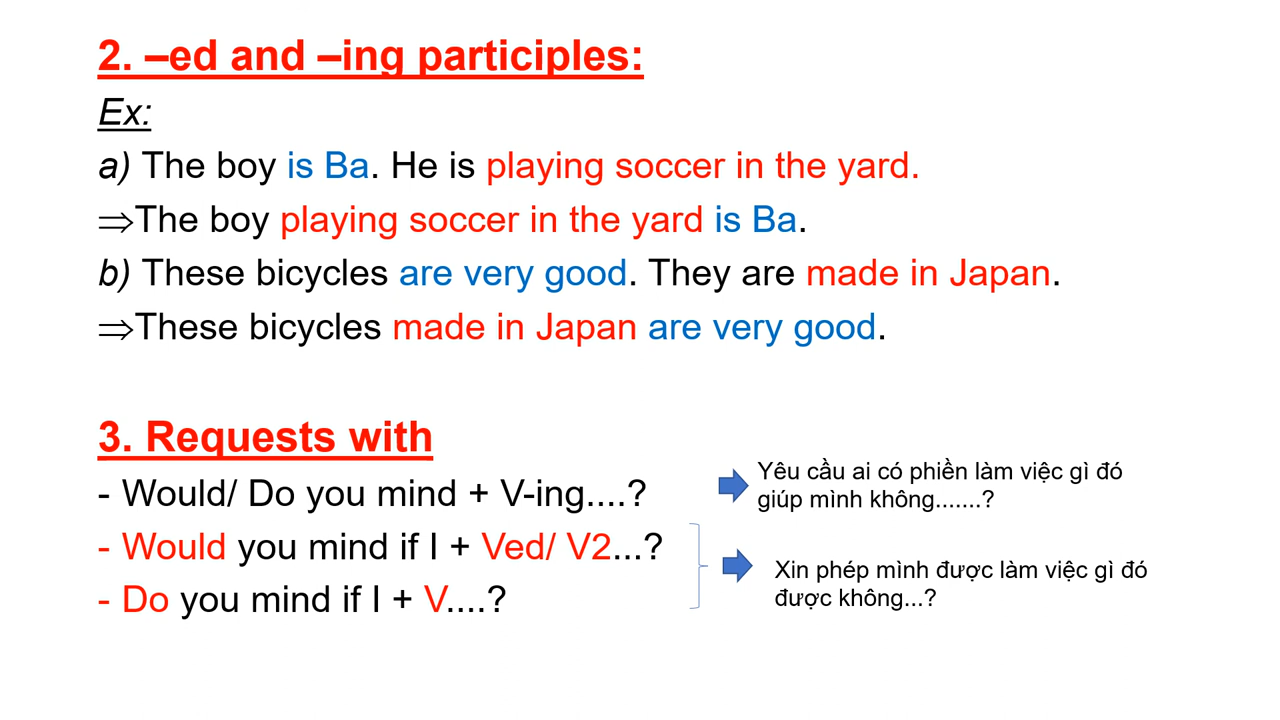 2. –ed and –ing participles:
Ex:
a) The boy is Ba. He is playing soccer in the yard.
⇒The boy playing soccer in the yard is Ba.
b) These bicycles are very good. They are made in Japan.
⇒These bicycles made in Japan are very good.
3. Requests with
- Would/ Do you mind + V-ing....?
Yêu cầu ai có phiền làm việc gì đó
giúp mình không.......?
- Would you mind if I + Ved/ V2...?
- Do you mind if I + V....?
Xin phép mình được làm việc gì đó
được không...?